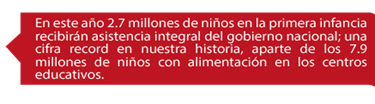 En este año 2.7 millones de niños en la primera infancia
recibirán asistencia integral del gobierno nacional; una
cifra record en nuestra historia, aparte de los 7.9
millones de niños con alimentación en los centros
educativos.